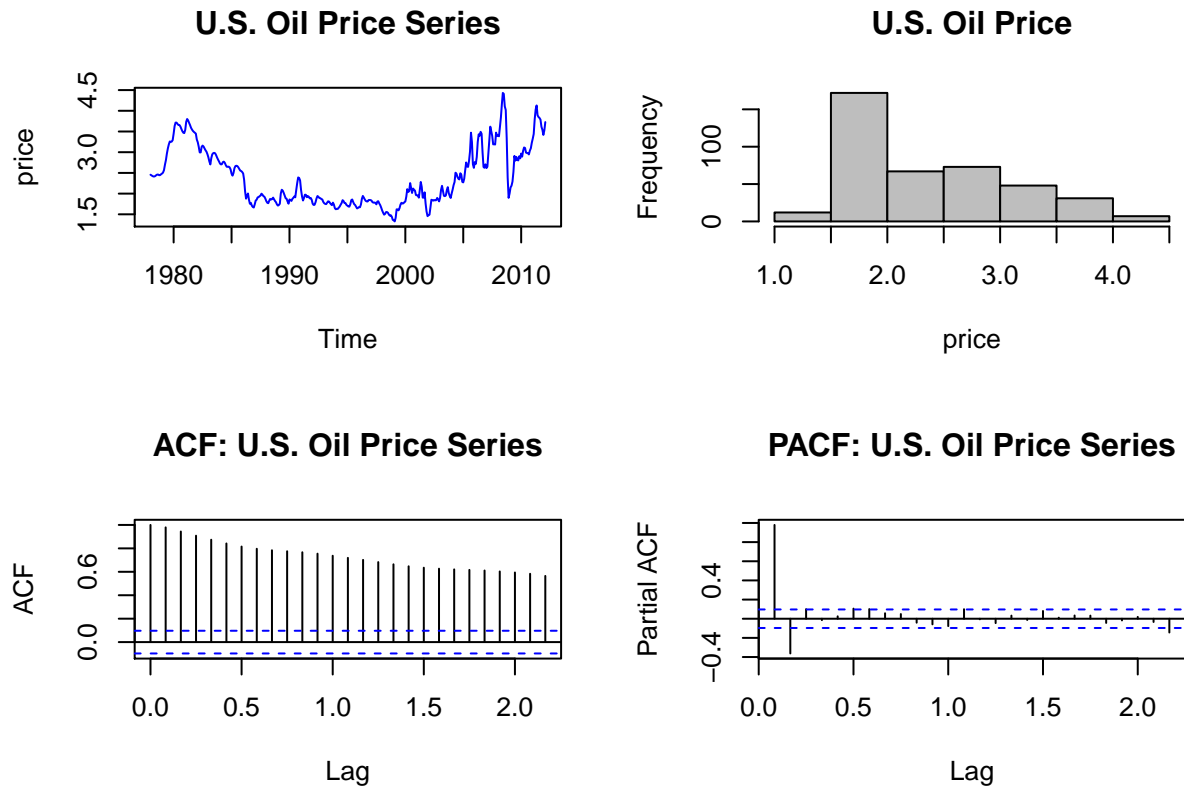 U.S. Oil Price Series
price
1.5
3.0
4.5
1980
1990
2000
2010
Time
U.S. Oil Price
Frequency
0
100
1.0
2.0
3.0
4.0
price
ACF: U.S. Oil Price Series
ACF
0.0
0.6
0.0
0.5
1.0
1.5
2.0
Lag
PACF: U.S. Oil Price Series
Partial ACF
−0.4
0.4
0.0
0.5
1.0
1.5
2.0
Lag